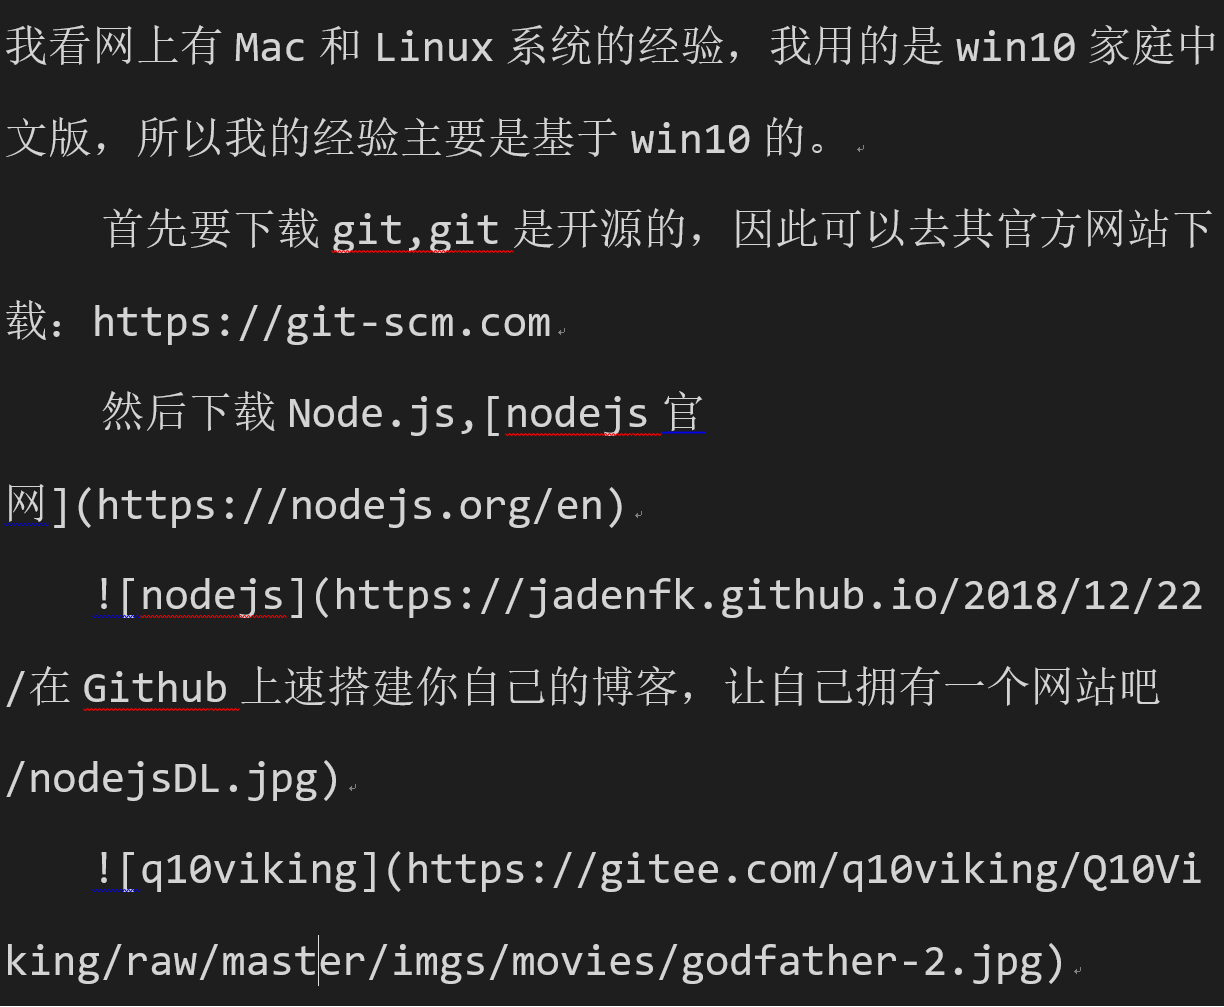 我看网上有 Mac 和 Linux 系统的经验，我用的是 win10 家庭中
文版，所以我的经验主要是基于 win10 的。
首先要下载 git,git 是开源的，因此可以去其官方网站下
载：https://git-scm.com
然后下载 Node.js,[nodejs 官
网](https://nodejs.org/en)
![nodejs](https://jadenfk.github.io/2018/12/22
/在 Github 上速搭建你自己的博客，让自己拥有一个网站吧
/nodejsDL.jpg)
![q10viking](https://gitee.com/q10viking/Q10Vi
king/raw/master/imgs/movies/godfather-2.jpg)